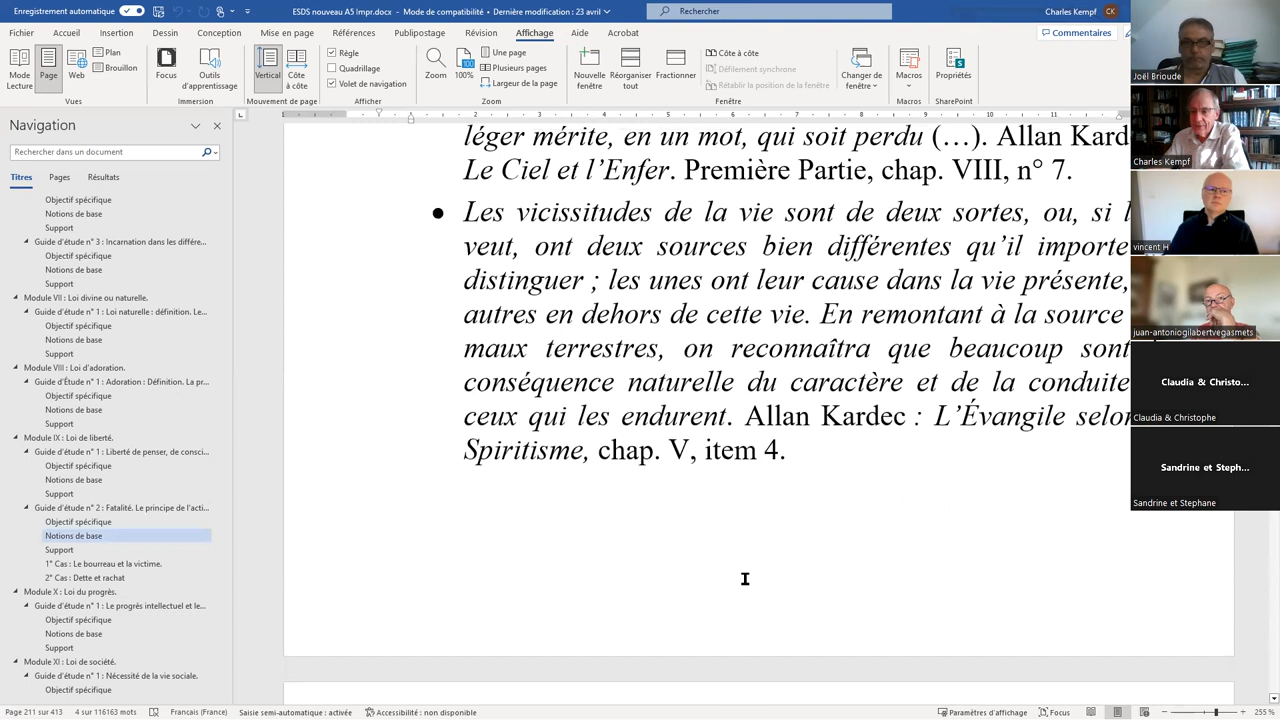 Enregistrement automatique
ESDS nouveau A5 Impr.docx - Mode de compatibilité • Dernière modification : 23 avril
Rechercher
Charles Kempf
CK
Fichier Accueil Insertion Dessin Conception Mise en page Références Publipostage Révision Affichage Aide Acrobat
Commentaires
Mode Lecture
Page
Web
Plan
Brouillon
Vues
Focus
Outils d'apprentissage
Immersion
Vertical
Côte à côte
Mouvement de page
Règle
Quadrillage
Volet de navigation
Afficher
Zoom
100%
Une page
Plusieurs pages
Largeur de la page
Zoom
Nouvelle fenêtre
Réorganiser tout
Fractionner
Côte à côte
Défilement synchrone
Rétablir la position de la fenêtre
Changer de fenêtre
Fenêtre
Macros
Macros
Propriétés
SharePoint
Navigation
Rechercher dans un document
Titres Pages Résultats
Objectif spécifique
Notions de base
Support
Guide d'étude n° 3 : Incarnation dans les différe...
Objectif spécifique
Notions de base
Support
Module VII : Loi divine ou naturelle.
Guide d'étude n° 1 : Loi naturelle : définition. Le...
Objectif spécifique
Notions de base
Support
Module VIII : Loi d'adoration.
Guide d'Étude n° 1 : Adoration : Définition. La pr...
Objectif spécifique
Notions de base
Support
Module IX : Loi de liberté.
Guide d'étude n° 1 : Liberté de penser, de consci...
Objectif spécifique
Notions de base
Support
Guide d'étude n° 2 : Fatalité. Le principe de l'acti...
Objectif spécifique
Notions de base
Support
1° Cas : Le bourreau et la victime.
2° Cas : Dette et rachat
Module X : Loi du progrès.
Guide d'étude n° 1 : Le progrès intellectuel et le...
Objectif spécifique
Notions de base
Support
Module XI : Loi de société.
Guide d'étude n° 1 : Nécessité de la vie sociale.
Objectif spécifique
léger mérite, en un mot, qui soit perdu (…). Allan Kard
Le Ciel et l'Enfer. Première Partie, chap. VIII, n° 7.
● Les vicissitudes de la vie sont de deux sortes, ou, si l
veut, ont deux sources bien différentes qu'il importe
distinguer ; les unes ont leur cause dans la vie présente,
autres en dehors de cette vie. En remontant à la source
maux terrestres, on reconnaîtra que beaucoup sont
conséquence naturelle du caractère et de la conduite
ceux qui les endurent. Allan Kardec : L'Évangile selon
Spiritisme, chap. V, item 4.
Joël Brioude
Charles Kempf
vincent H
juan-antoniogilabertvegasmets
Claudia & Christo...
Claudia & Christophe
Sandrine et Steph...
Sandrine et Stephane
Page 211 sur 413 4 sur 116163 mots Français (France) Saisie semi-automatique : activée Accessibilité : non disponible
Paramètres d'affichage Focus 255 %